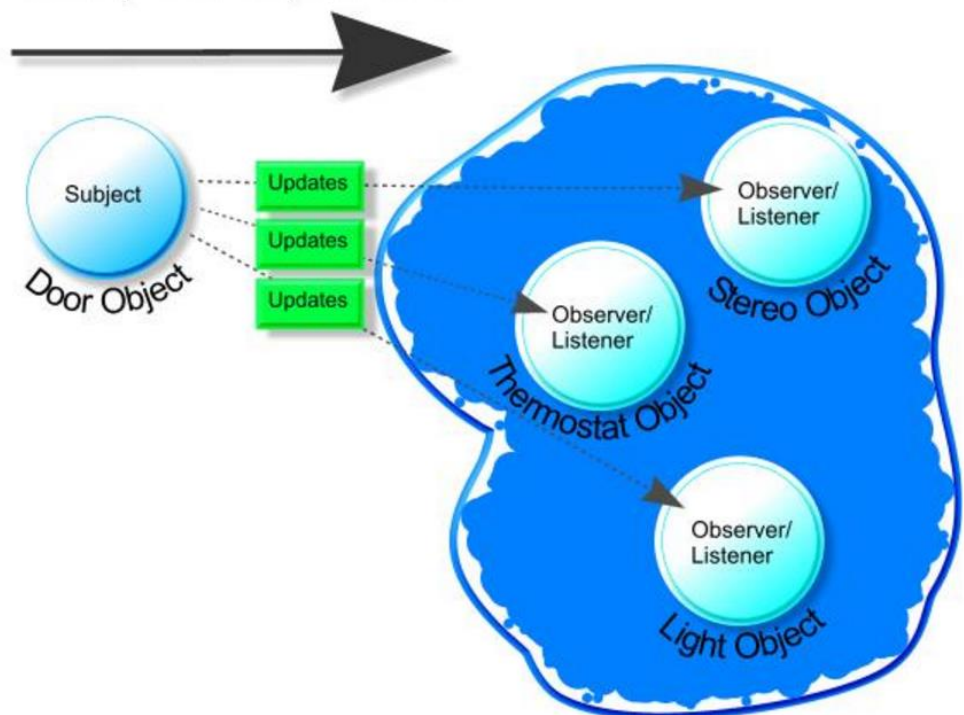 Subject
Door Object
Updates
Updates
Updates
Observer/
Listener
Stereo Object
Observer/
Listener
Thermostat Object
Observer/
Listener
Light Object